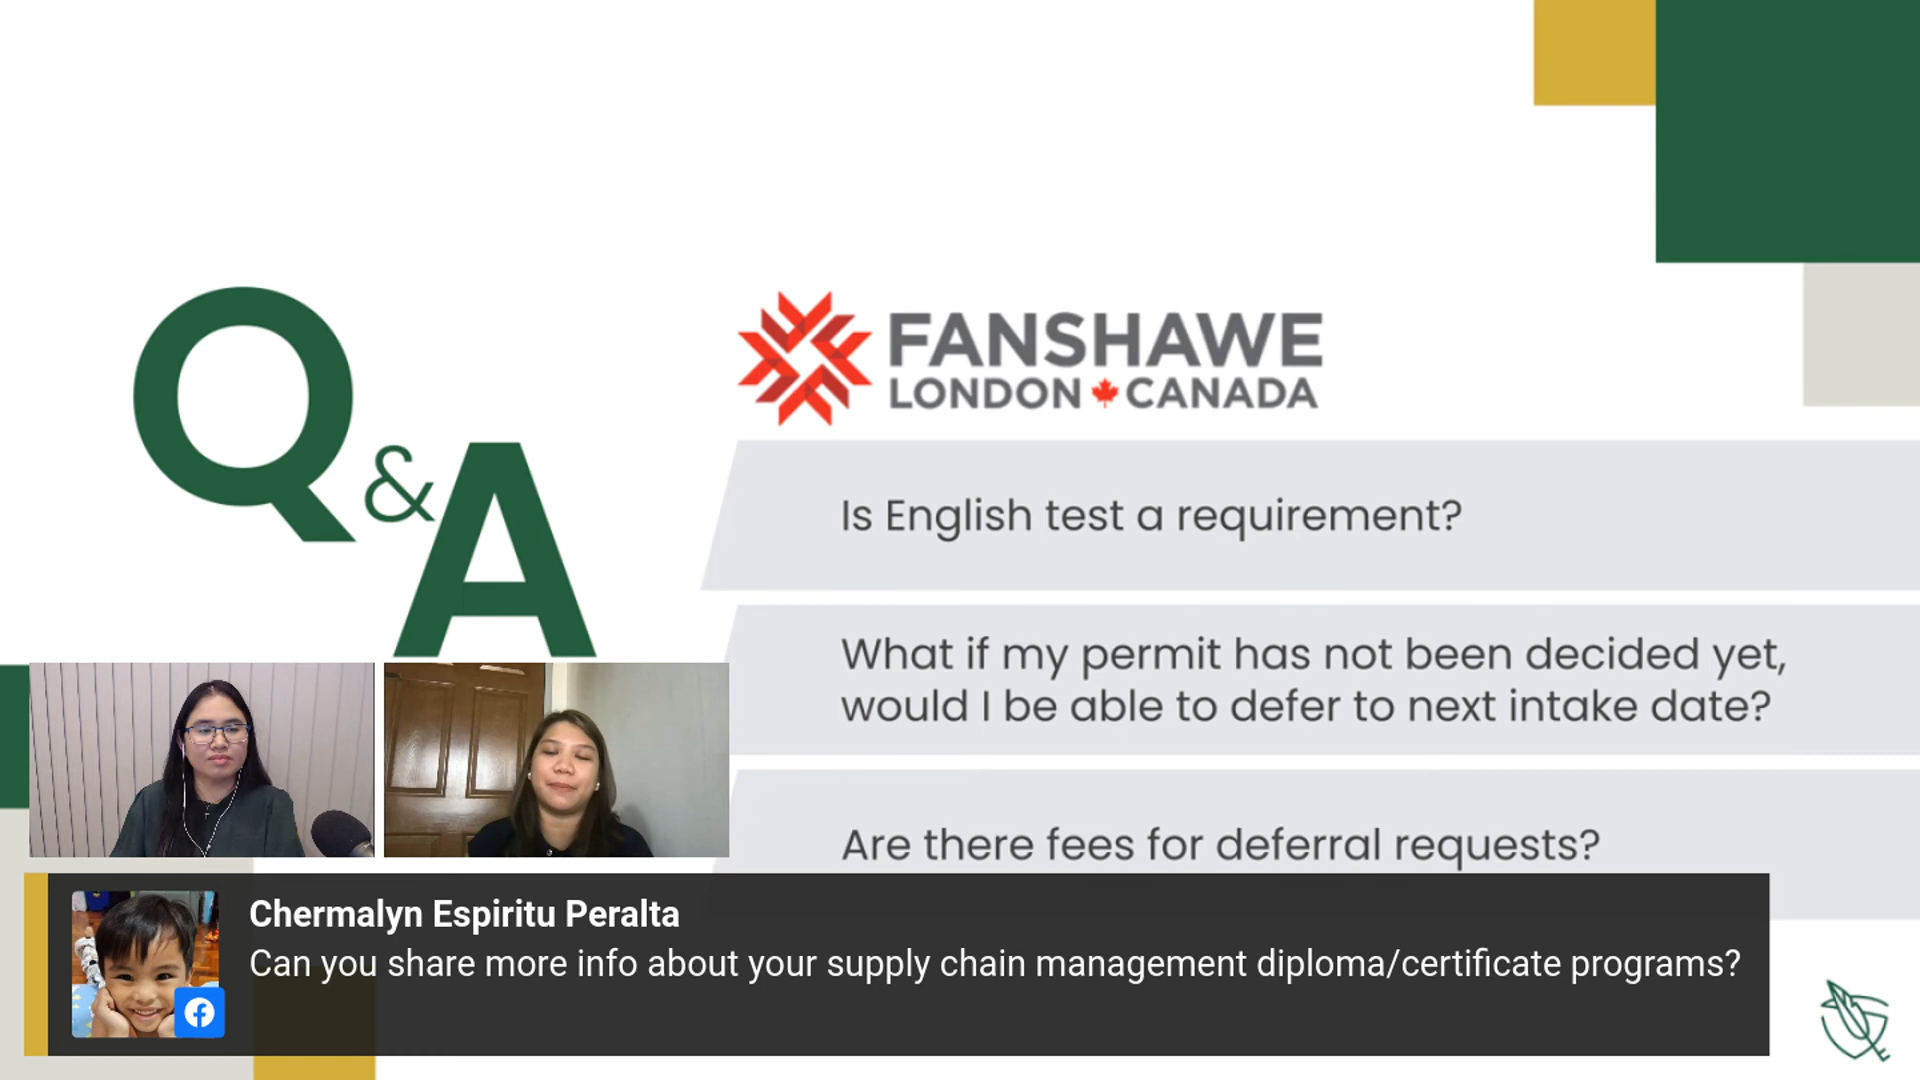 Q
&
A
FANSHAWE
LONDON CANADA
Is English test a requirement?
What if my permit has not been decided yet,
would I be able to defer to next intake date?
Are there fees for deferral requests?
Chermalyn Espiritu Peralta
Can you share more info about your supply chain management diploma/certificate programs?